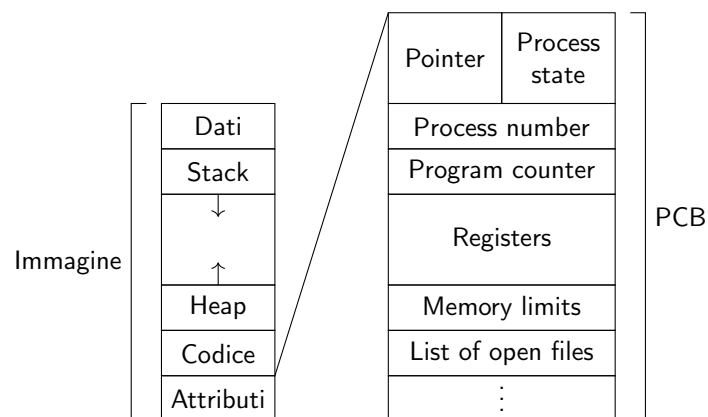 Immagine
Dati
Stack
Heap
Codice
Attributi
Pointer
Process
state
Process number
Program counter
Registers
Memory limits
List of open files
⋮
PCB